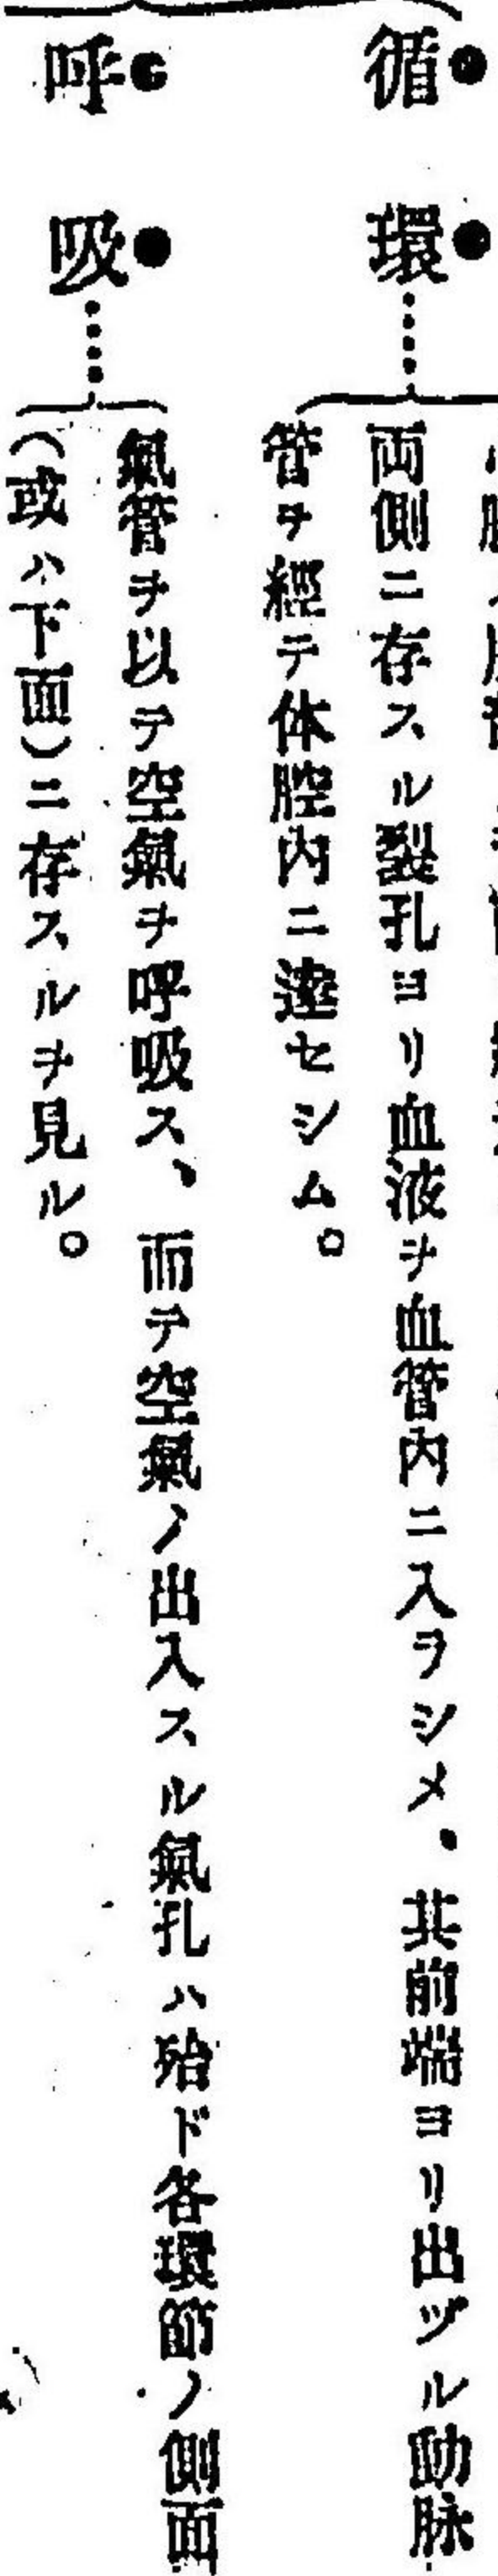 循環……
両側ニ存スル裂孔ヨリ血液ヲ血管内ニ入ラシメ、其前端ヨリ出ヅル動脉
管ヲ經テ体腔内ニ達セシム。
呼吸……
氣管ヲ以テ空氣ヲ呼吸ス、而テ空氣ノ出入スル氣孔ハ殆ド各環節ノ側面
(或ハ下面)ニ存スルヲ見ル。